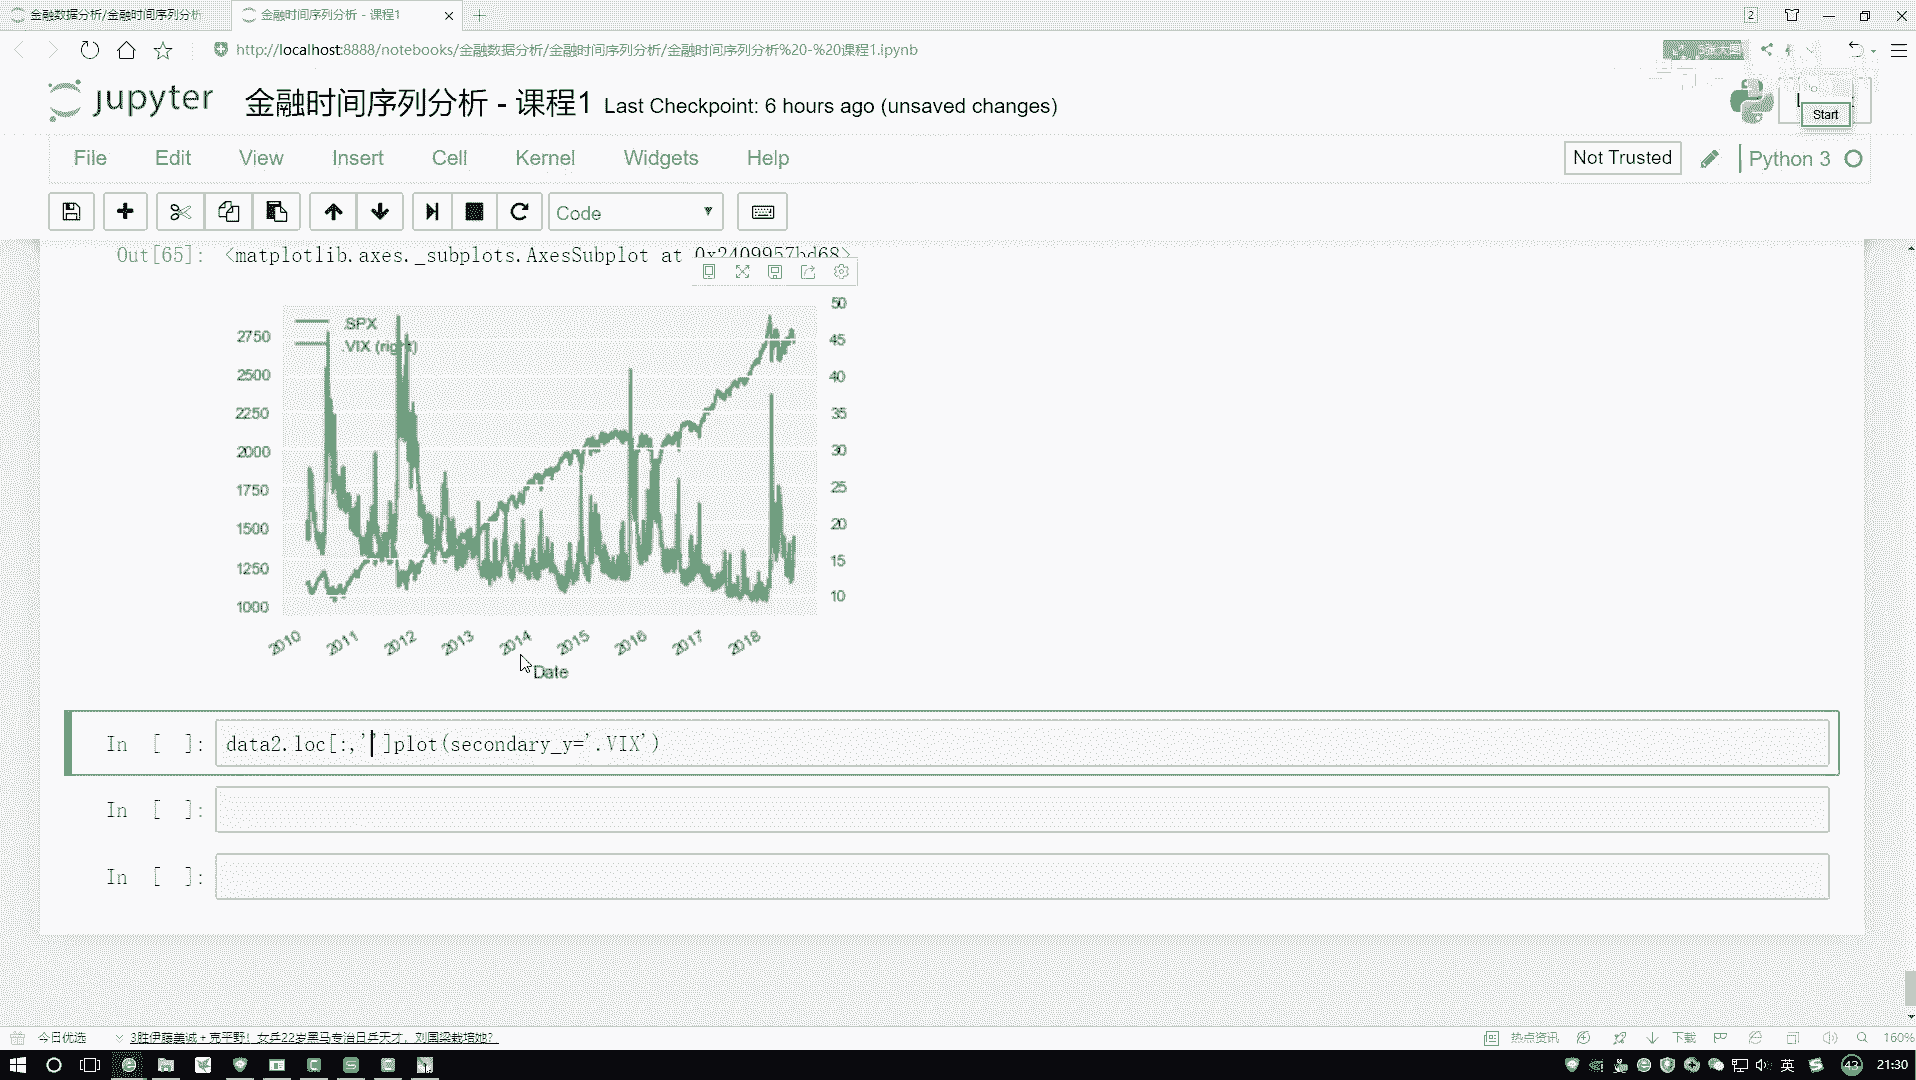 金融数据分析/金融时间序列分析
金融时间序列分析 - 课程1
2
http://localhost:8888/notebooks/金融数据分析/金融时间序列分析/金融时间序列分析%20-%20课程1.ipynb
jupyter 金融时间序列分析 - 课程1 Last Checkpoint: 6 hours ago (unsaved changes)
Start
File Edit View Insert Cell Kernel Widgets Help
Not Trusted
Python 3
Code
Out[65]: <matplotlib.axes._subplots.AxesSubplot at 0x2409957bd68>
.SPX
.VIX (right)
2750
2500
2250
2000
1750
1500
1250
1000
50
45
40
35
30
25
20
15
10
2010 2011 2012 2013 2014 2015 2016 2017 2018
Date
In [ ]: data2.loc[:,'']plot(secondary_y='.VIX')
In [ ]:
In [ ]:
今日优选
3胜伊藤美诚+克平野！女乒22岁黑马专治日乒天才，刘国梁栽培她?
热点资讯
下载
160%
英
43
21:30